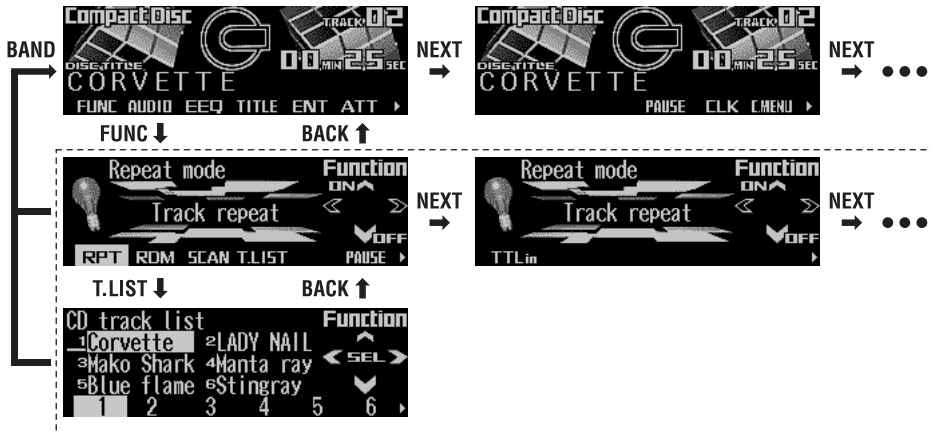 Compact Disc TRACK 02
BAND
DISC TITLE 00 MIN 25 SEC
CORVETTE
FUNC AUDIO EEQ TITLE ENT ATT
NEXT
Compact Disc TRACK 02
DISC TITLE 00 MIN 25 SEC
CORVETTE
PAUSE CLK C.MENU
NEXT
FUNC
BACK
Repeat mode Function
ON
Track repeat
OFF
RPT RDM SCAN T.LIST PAUSE
NEXT
Repeat mode Function
ON
Track repeat
OFF
TTLin
NEXT
T.LIST
BACK
CD track list Function
1Corvette 2LADY NAIL
3Mako Shark 4Manta ray SEL
5Blue flame 6Stingray
1 2 3 4 5 6